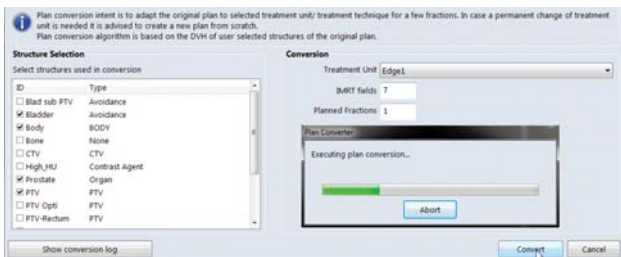 Plan conversion intent is to adapt the original plan to selected treatment unit/ treatment technique for a few fractions. In case a permanent change of treatment
unit is needed it is advised to create a new plan from scratch.
Plan conversion algorithm is based on the DVH of user selected structures of the original plan.
Structure Selection
Select structures used in conversion
ID Type
Blad sub PTV Avoidance
Bladder Avoidance
Body BODY
Bone None
CTV CTV
High_HU Contrast Agent
Prostate Organ
PTV PTV
PTV Opti PTV
PTV-Rectum PTV
Show conversion log
Conversion
Treatment Unit Edge1
IMRT fields 7
Planned Fractions 1
Plan Converter
Executing plan conversion...
Abort
Convert Cancel